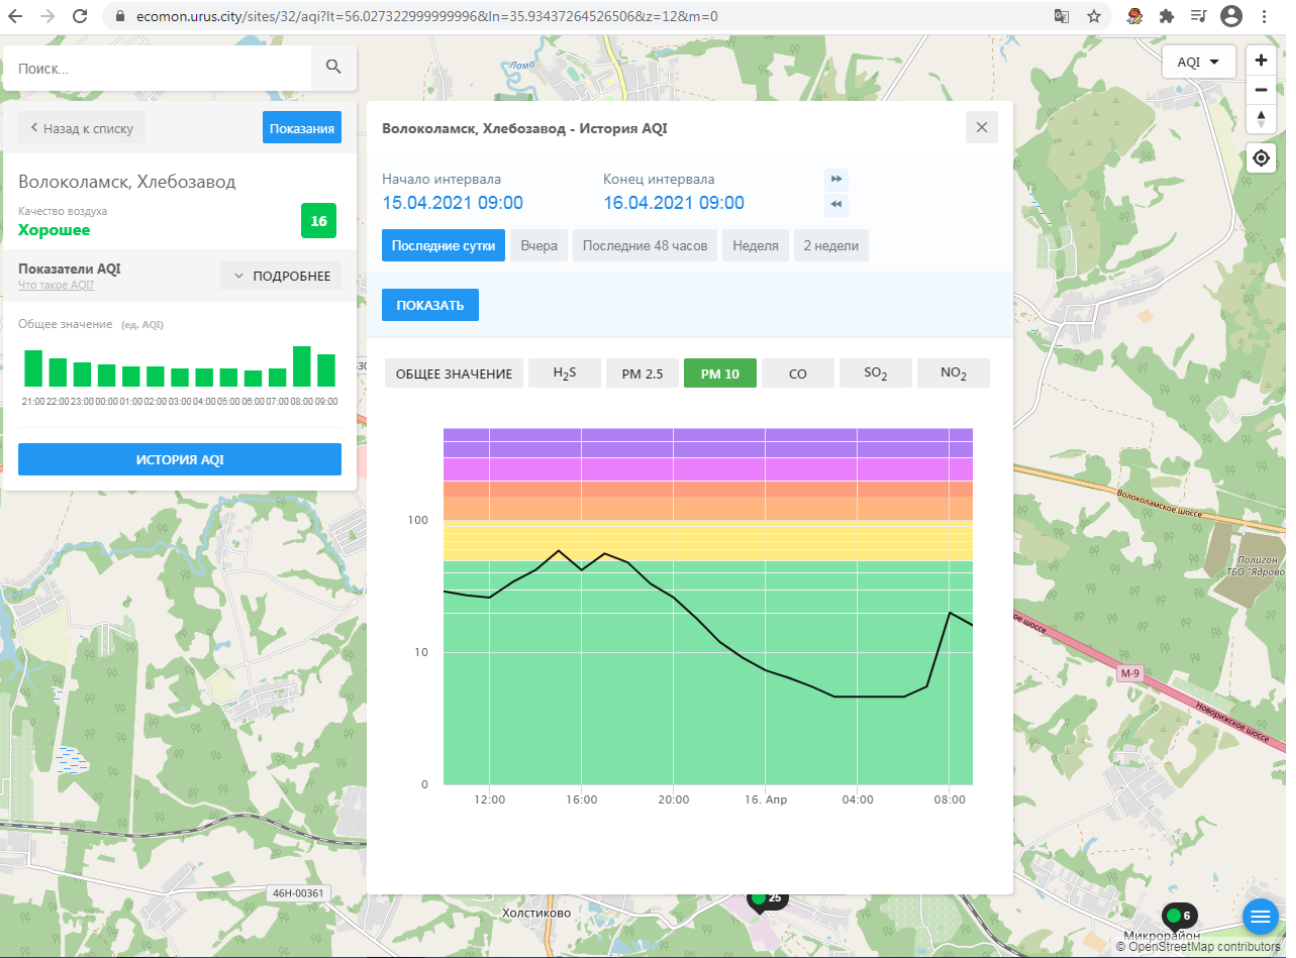 ecomon.urus.city/sites/32/aqi?lt=56.027322999999996&ln=35.93437264526506&z=12&m=0
Поиск...
AQI
Лама
Назад к списку
Показания
Волоколамск, Хлебозавод - История AQI
Волоколамск, Хлебозавод
Качество воздуха
Хорошее
16
Начало интервала
Конец интервала
15.04.2021 09:00
16.04.2021 09:00
Последние сутки
Вчера
Последние 48 часов
Неделя
2 недели
Показатели AQI
Что такое AQI?
ПОДРОБНЕЕ
ПОКАЗАТЬ
Общее значение (ед. AQI)
21:00 22:00 23:00 00:00 01:00 02:00 03:00 04:00 05:00 06:00 07:00 08:00 09:00
ИСТОРИЯ AQI
ОБЩЕЕ ЗНАЧЕНИЕ
H₂S
PM 2.5
PM 10
CO
SO₂
NO₂
100
10
0
12:00
16:00
20:00
16. Апр
04:00
08:00
Волоколамское шоссе
Полигон
ТБО "Ядрово
ое шоссе
М-9
Новорижское шоссе
46Н-00361
Холстиково
25
6
Микрорайон
© OpenStreetMap contributors